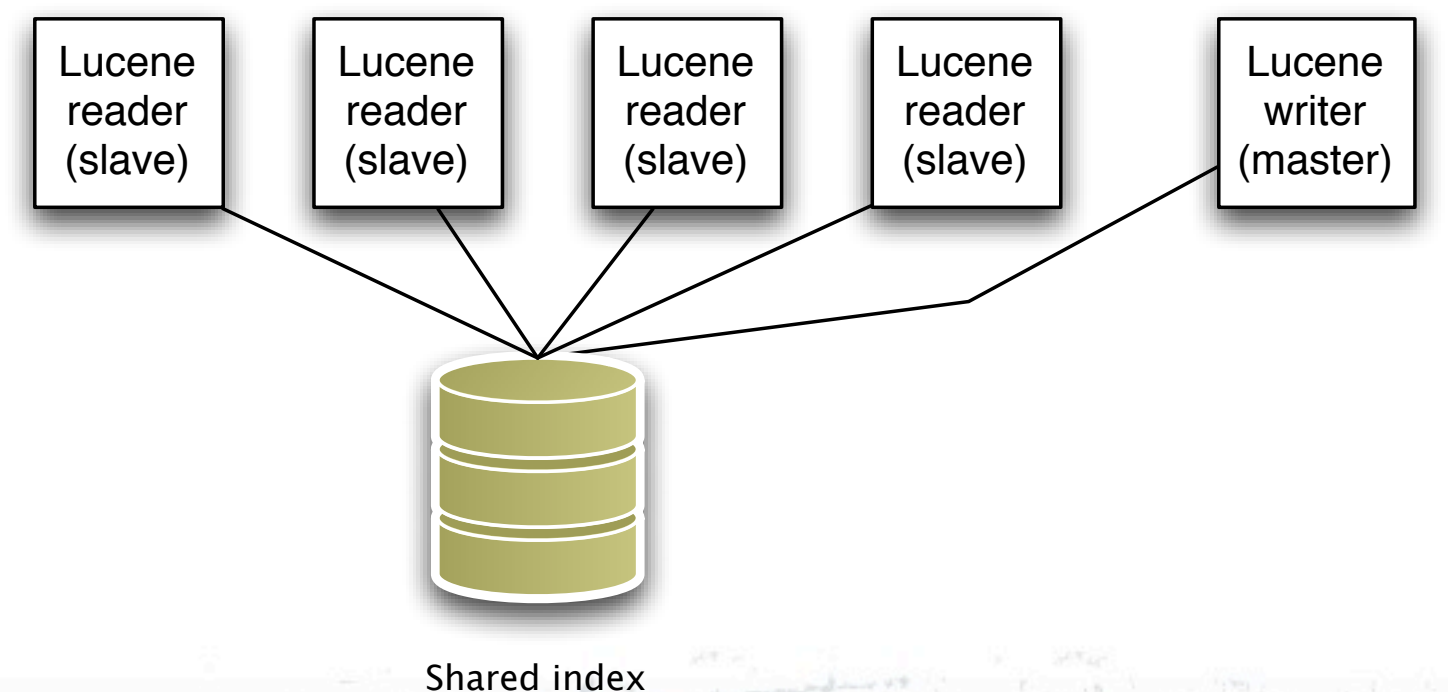 Lucene
reader
(slave)
Lucene
reader
(slave)
Lucene
reader
(slave)
Lucene
reader
(slave)
Lucene
writer
(master)
Shared index